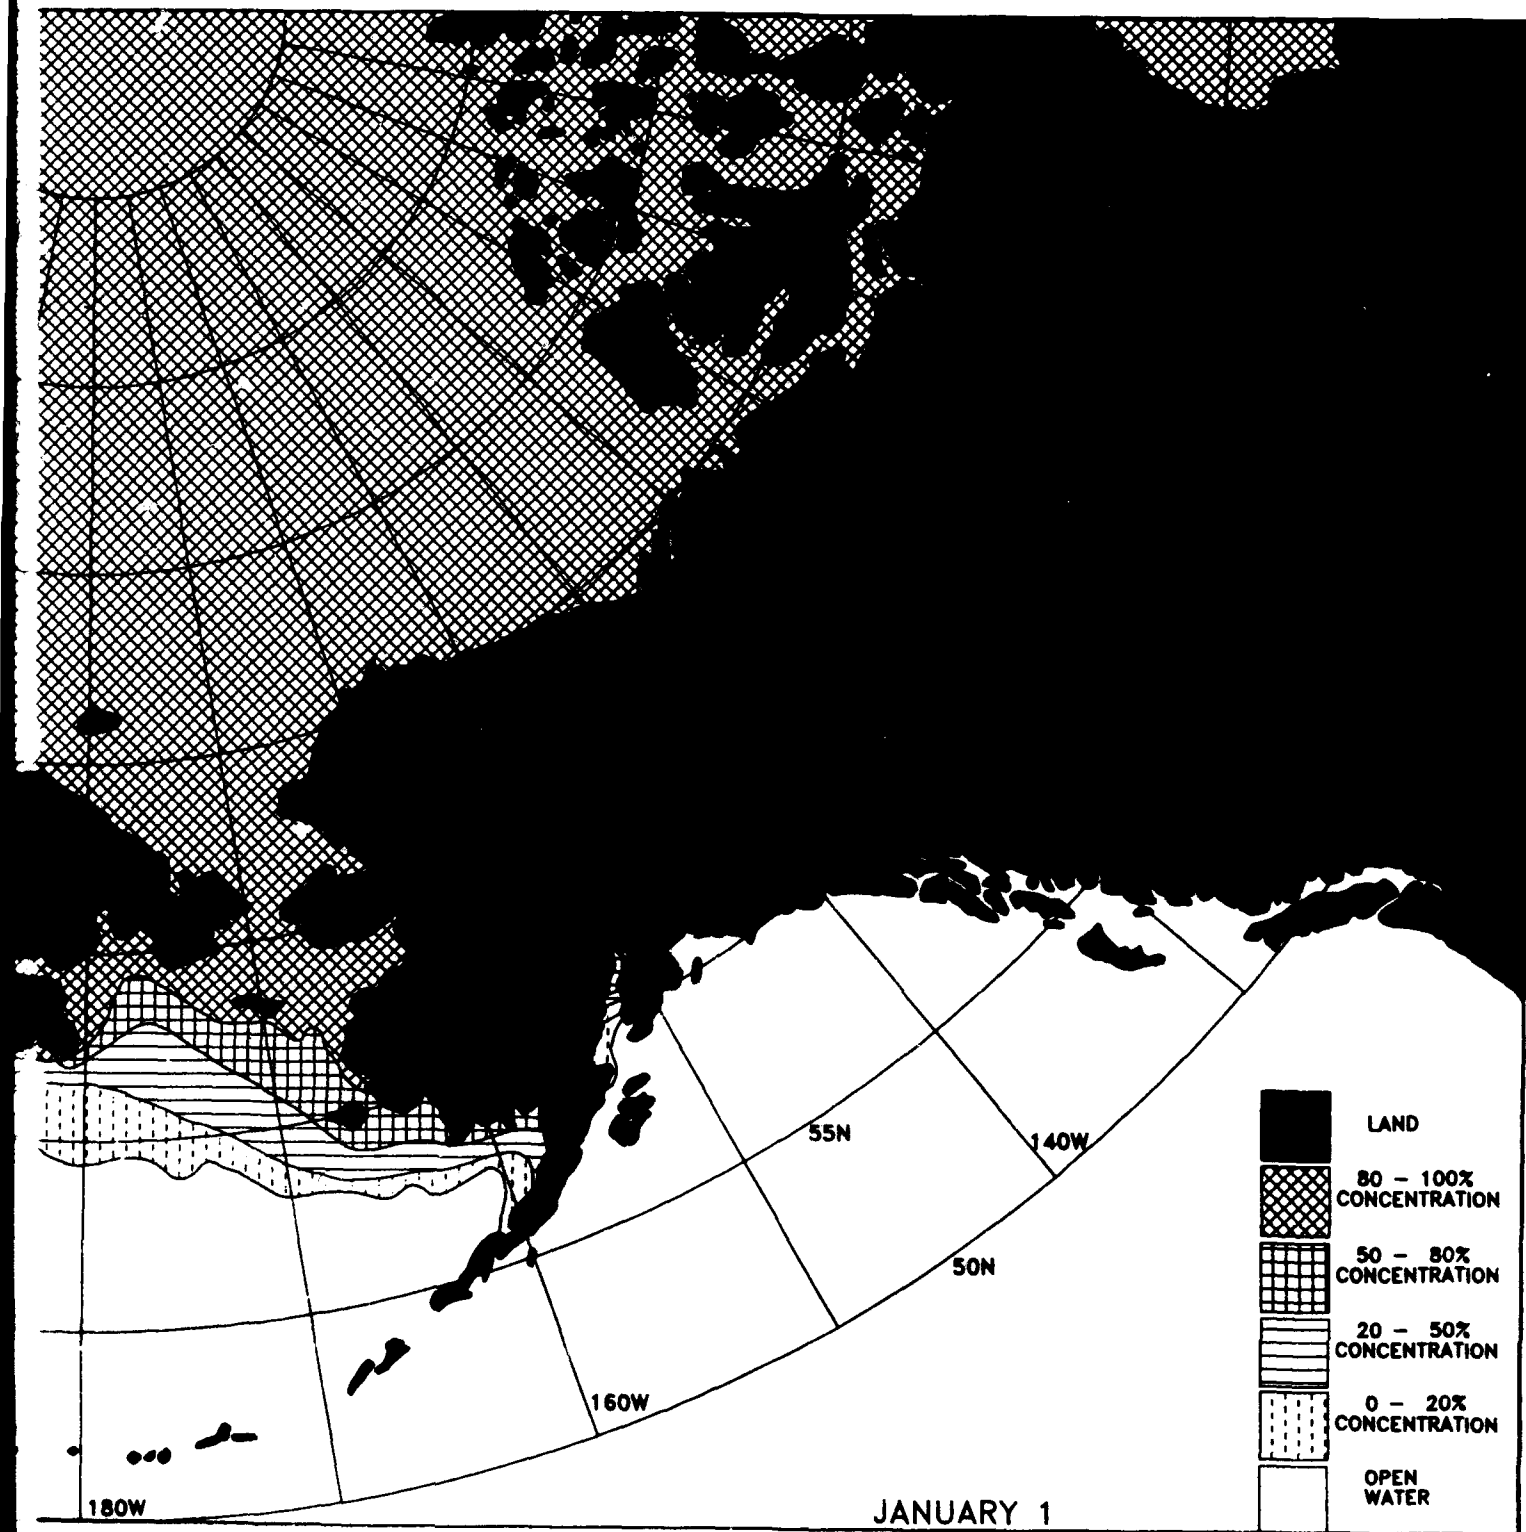 55N
140W
50N
160W
180W
JANUARY 1
LAND
80 – 100%
CONCENTRATION
50 – 80%
CONCENTRATION
20 – 50%
CONCENTRATION
0 – 20%
CONCENTRATION
OPEN
WATER